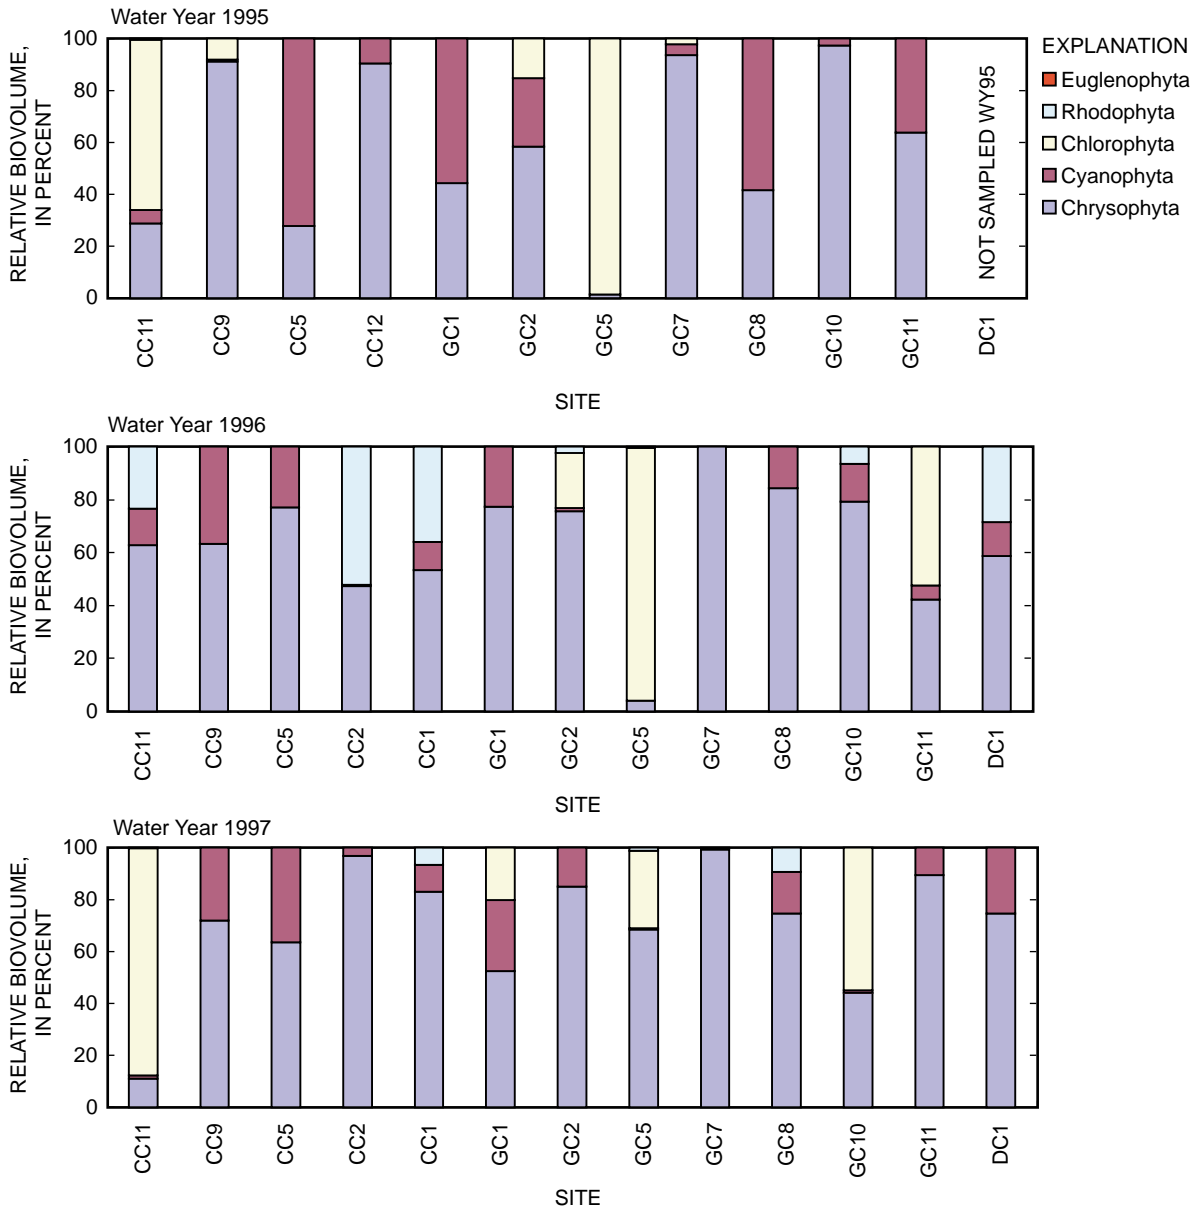 Water Year 1995
RELATIVE BIOVOLUME,
IN PERCENT
100
80
60
40
20
0
NOT SAMPLED WY95
CC11 CC9 CC5 CC12 GC1 GC2 GC5 GC7 GC8 GC10 GC11 DC1
SITE
EXPLANATION
Euglenophyta
Rhodophyta
Chlorophyta
Cyanophyta
Chrysophyta
Water Year 1996
RELATIVE BIOVOLUME,
IN PERCENT
100
80
60
40
20
0
CC11 CC9 CC5 CC2 CC1 GC1 GC2 GC5 GC7 GC8 GC10 GC11 DC1
SITE
Water Year 1997
RELATIVE BIOVOLUME,
IN PERCENT
100
80
60
40
20
0
CC11 CC9 CC5 CC2 CC1 GC1 GC2 GC5 GC7 GC8 GC10 GC11 DC1
SITE